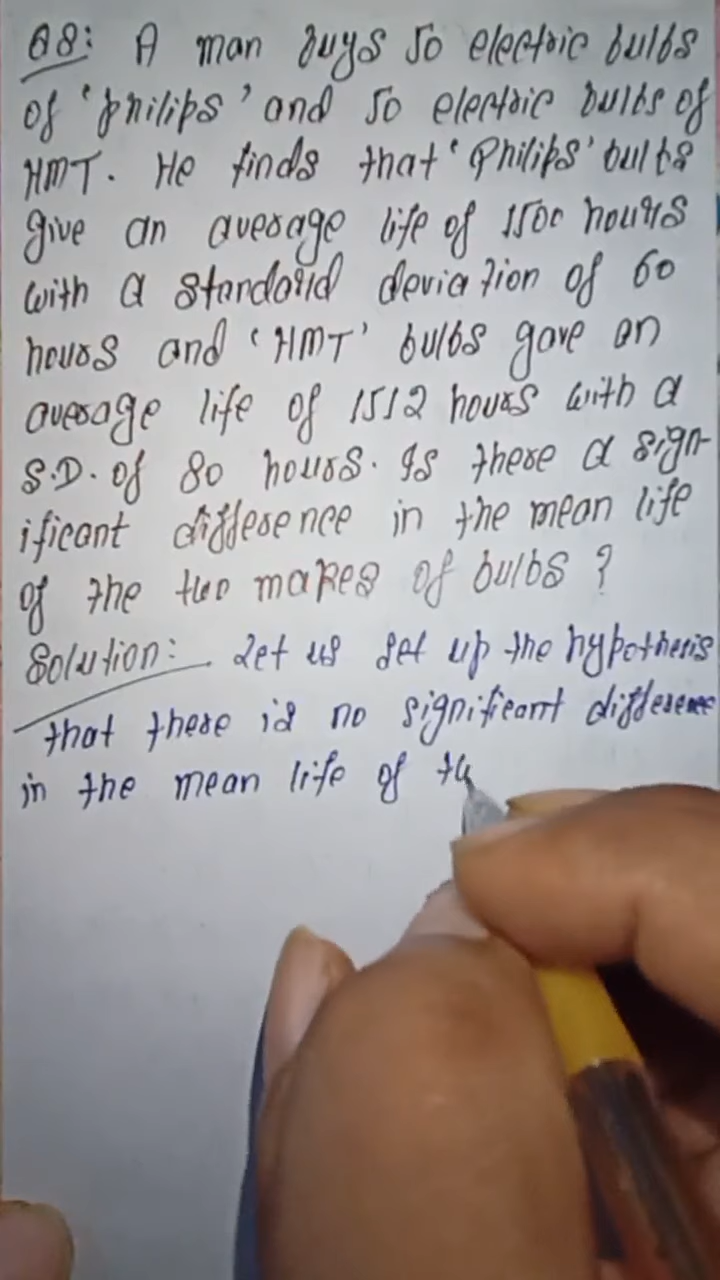 Q8: A man buys 50 electric bulbs
of 'philips' and 50 electric bulbs of
HMT. He finds that 'Philips' bulbs
give an average life of 1500 hours
with a standard deviation of 60
hours and 'HMT' bulbs gave an
average life of 1512 hours with a
S.D. of 80 hours. Is there a sign-
ificant difference in the mean life
of the two makes of bulbs ?
Solution: Let us set up the hypothesis
that there is no significant difference
in the mean life of